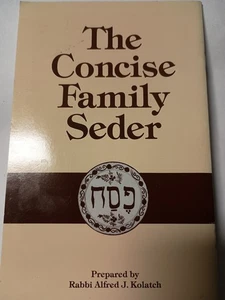 The
Concise
Family
Seder
פסח
Prepared by
Rabbi Alfred J. Kolatch